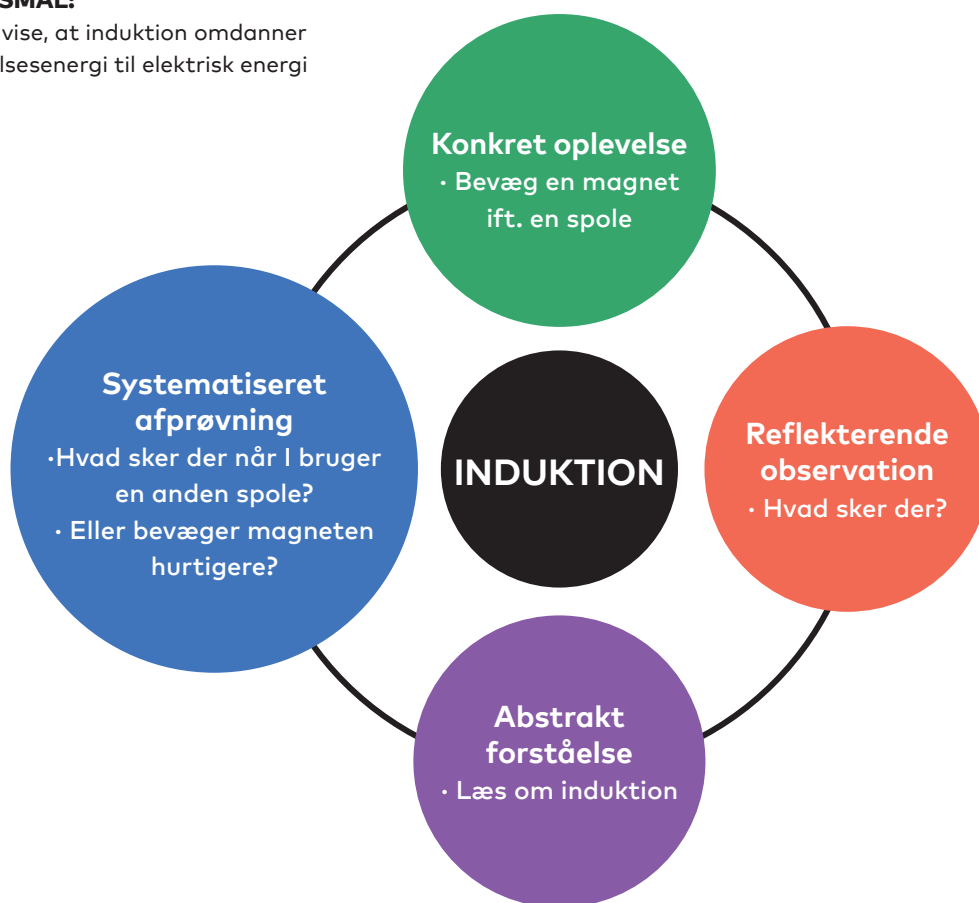 vise, at induktion omdanner
til elektrisk energi
Konkret oplevelse
· Bevæg en magnet
ift. en spole
Systematiseret
afprøvning
·Hvad sker der når I bruger
en anden spole?
· Eller bevæger magneten
hurtigere?
INDUKTION
Reflekterende
observation
· Hvad sker der?
Abstrakt
forståelse
· Læs om induktion